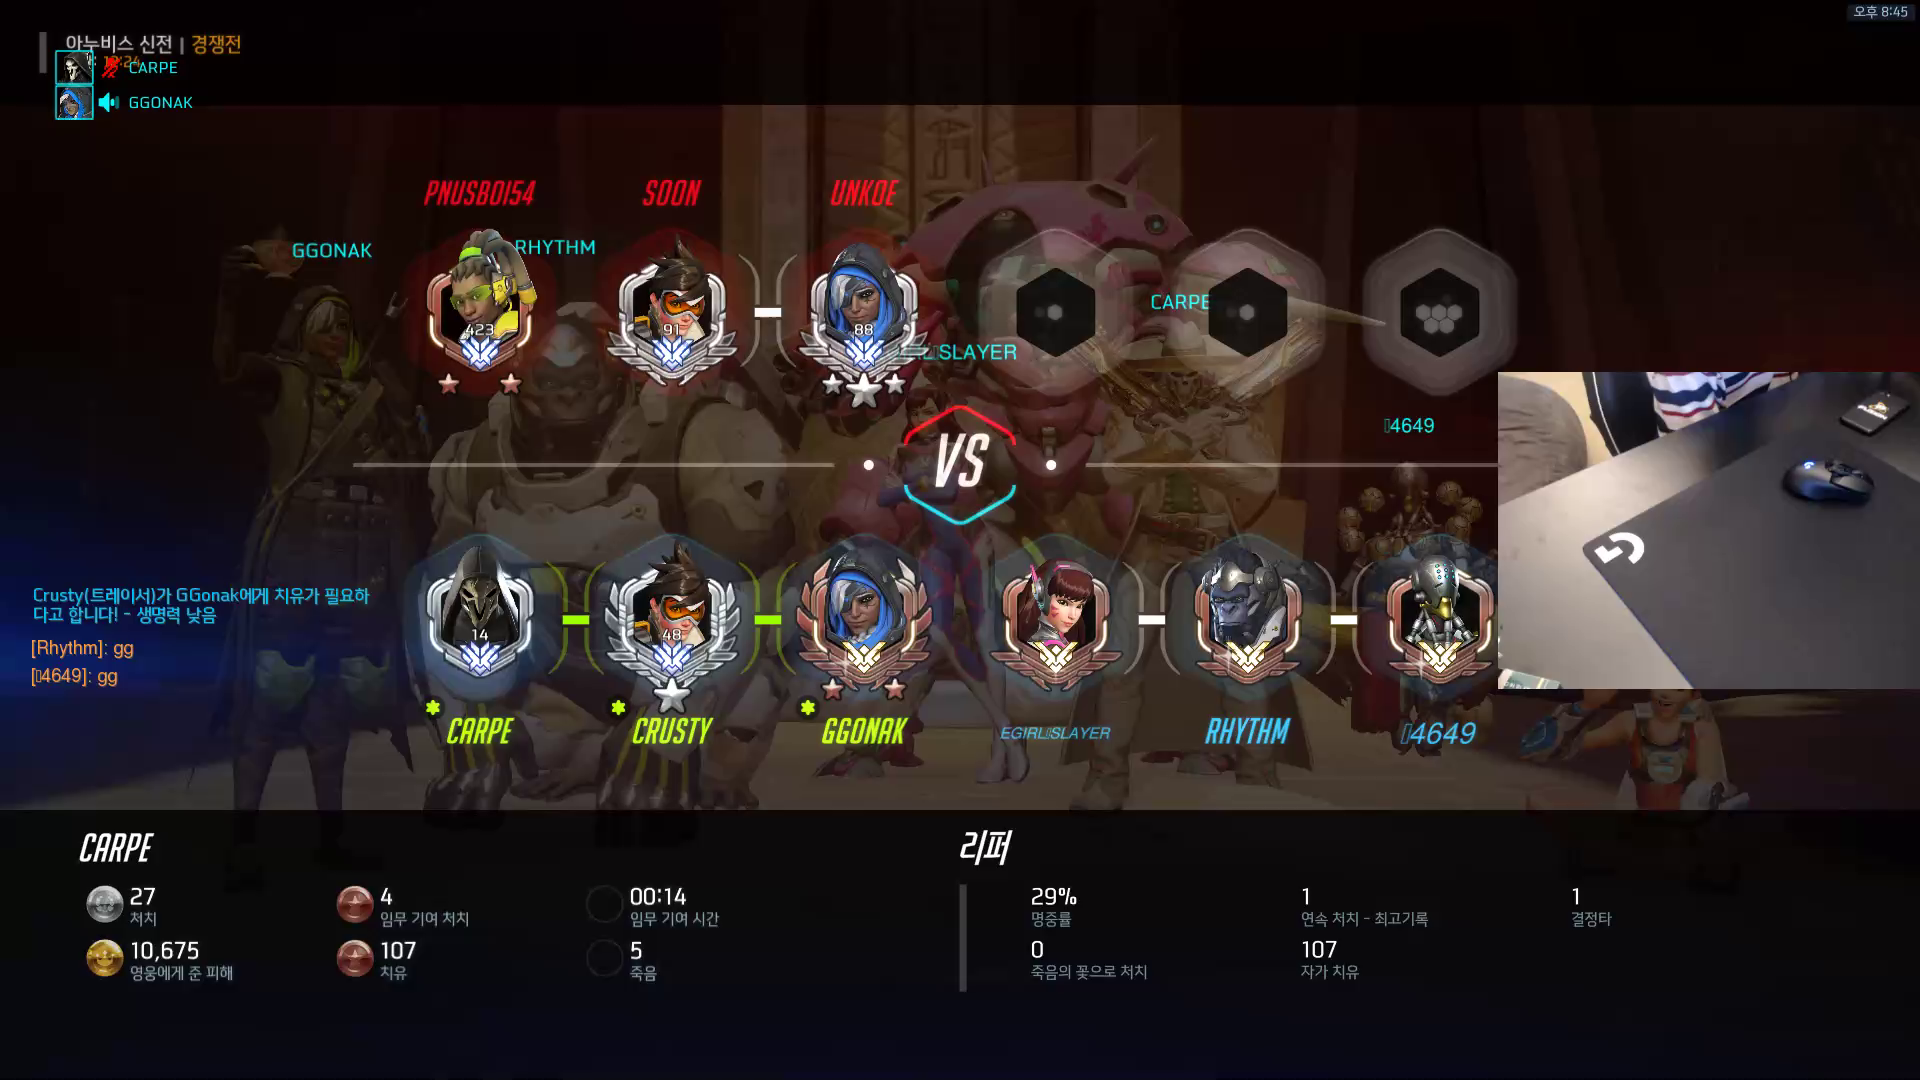 오후 8:45
아누비스 신전 | 경쟁전
CARPE
GGONAK
PNUSBOI54
SOON
UNKOE
GGONAK
RHYTHM
423
91
88
CARPE
SLAYER
4649
VS
Crusty(트레이서)가 GGonak에게 치유가 필요하
다고 합니다! - 생명력 낮음
[Rhythm]: gg
[▯4649]: gg
14
48
CARPE
CRUSTY
GGONAK
EGIRL▯SLAYER
RHYTHM
▯4649
CARPE
27
처치
4
임무 기여 처치
00:14
임무 기여 시간
10,675
영웅에게 준 피해
107
치유
5
죽음
리퍼
29%
명중률
1
연속 처치 - 최고기록
1
결정타
0
죽음의 꽃으로 처치
107
자가 치유